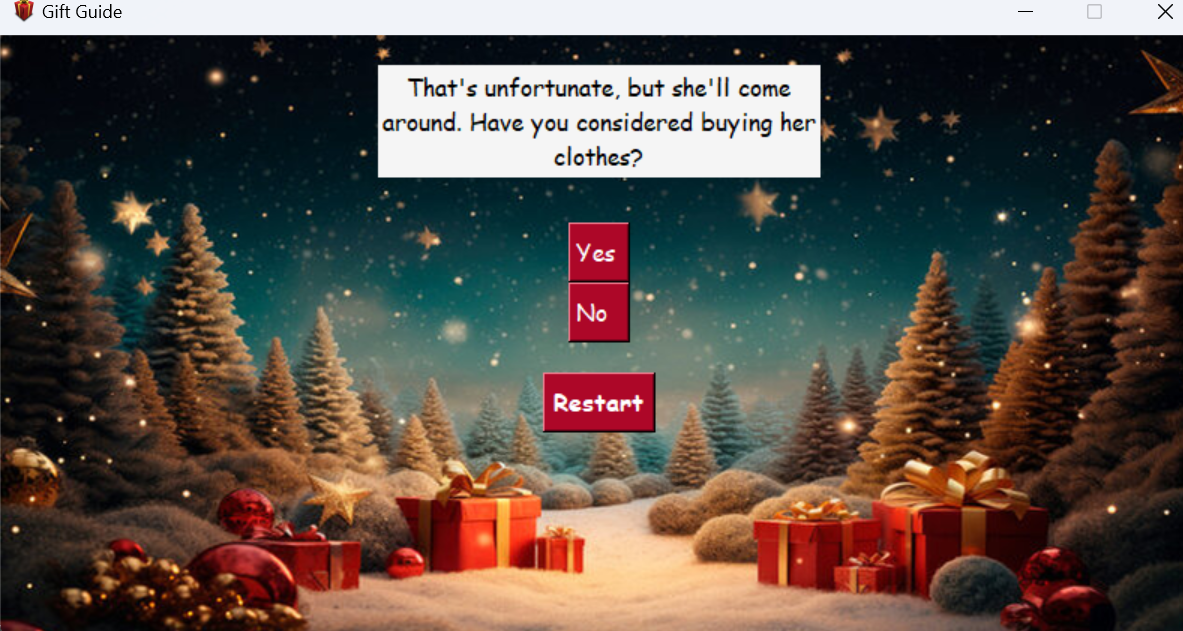 Gift Guide
That's unfortunate, but she'll come
around. Have you considered buying her
clothes?
Yes
No
Restart